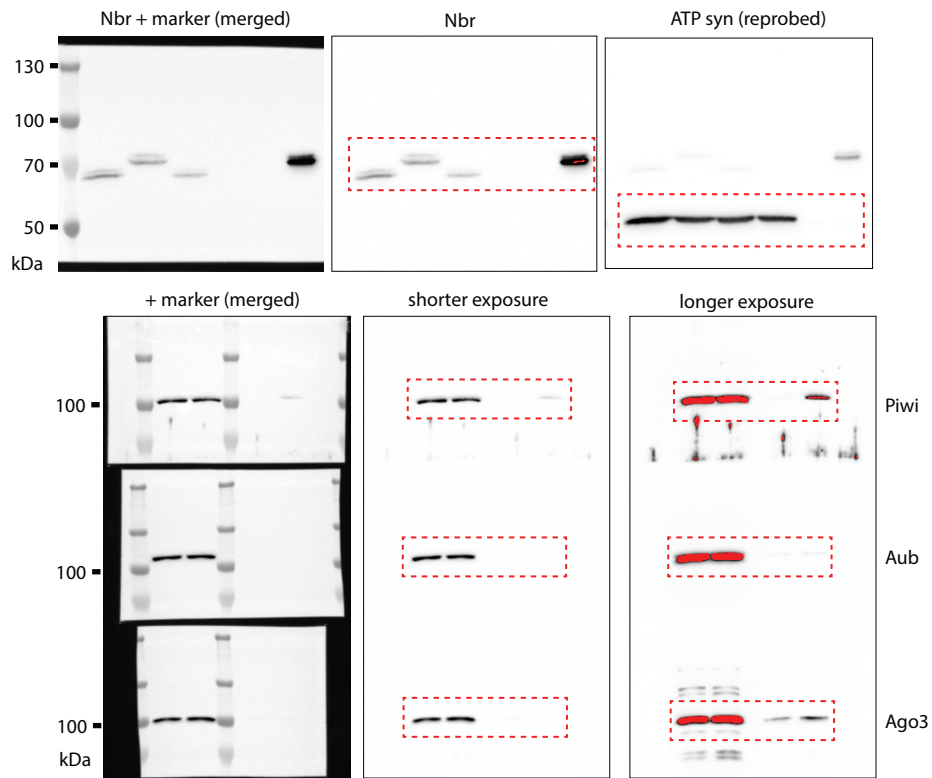 Nbr + marker (merged)
Nbr
ATP syn (reprobed)
130
100
70
50
kDa
+ marker (merged)
shorter exposure
longer exposure
100
Piwi
100
Aub
100
Ago3
kDa